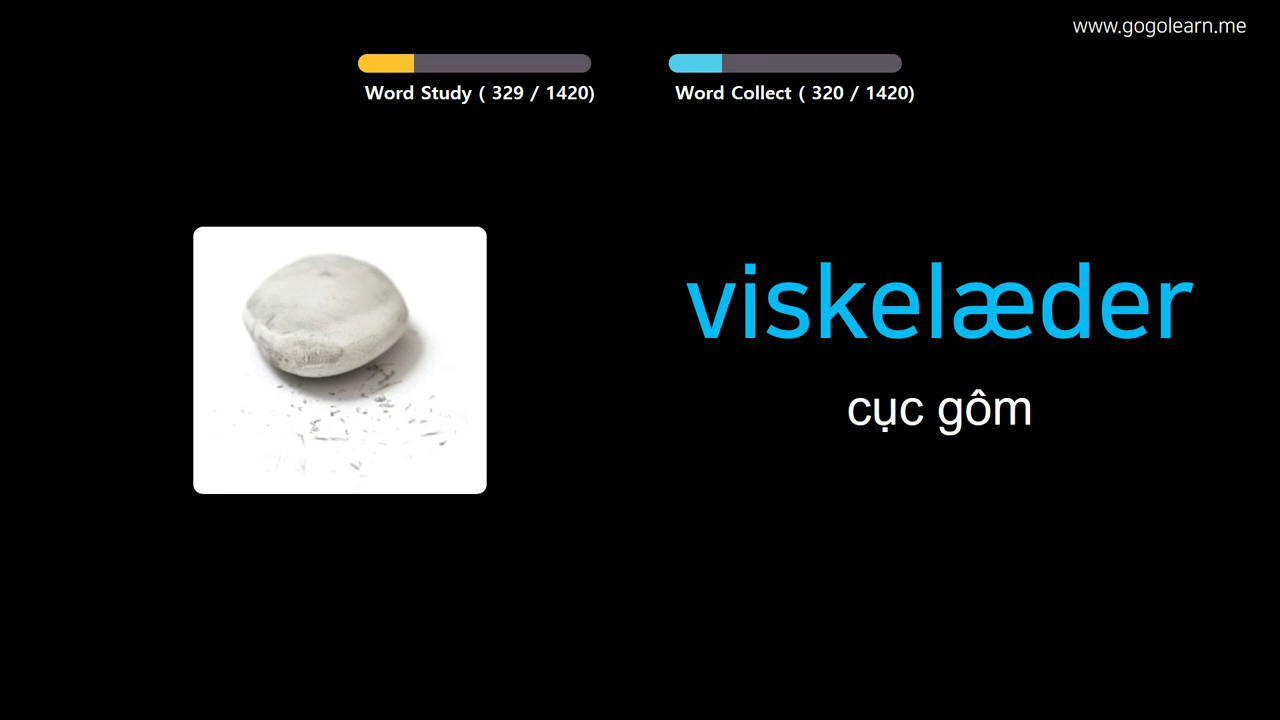 www.gogolearn.me
Word Study ( 329 / 1420)
Word Collect ( 320 / 1420)
viskelæder
cục gôm